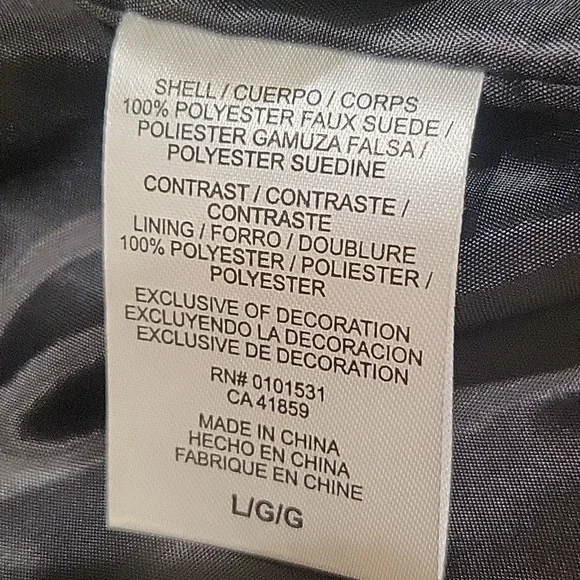 SHELL / CUERPO / CORPS
100% POLYESTER FAUX SUEDE /
POLIESTER GAMUZA FALSA /
POLYESTER SUEDINE
CONTRAST / CONTRASTE /
CONTRASTE
LINING / FORRO / DOUBLURE
100% POLYESTER / POLIESTER /
POLYESTER
EXCLUSIVE OF DECORATION
EXCLUYENDO LA DECORACION
EXCLUSIVE DE DECORATION
RN# 0101531
CA 41859
MADE IN CHINA
HECHO EN CHINA
FABRIQUE EN CHINE
L/G/G